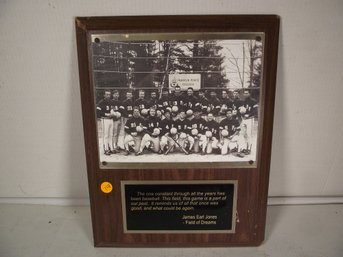 The one constant through all the years has
been baseball. This field, this game is a part of
our past. It reminds us of all that once was
good, and what could be again.
James Earl Jones
- Field of Dreams